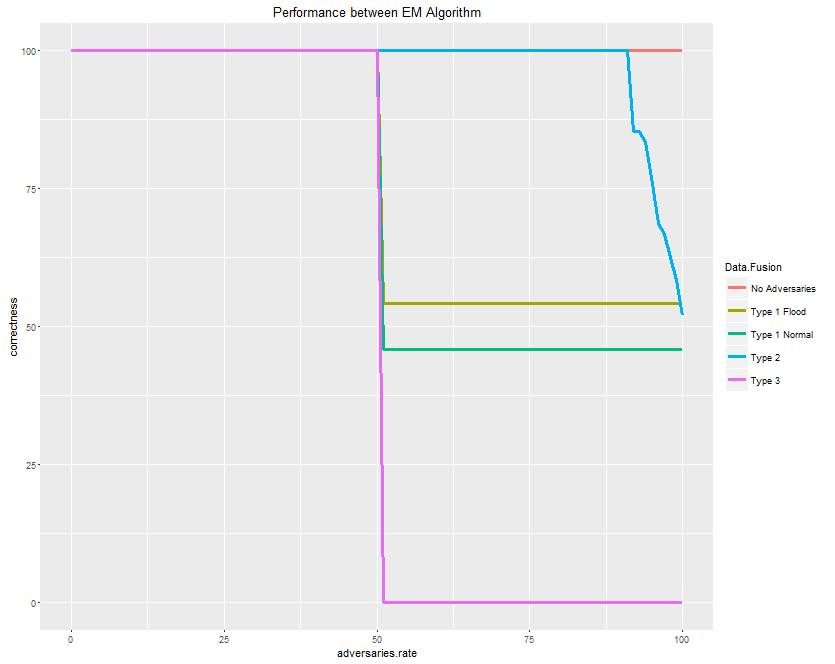 Performance between EM Algorithm
100
75
50
25
0
correctness
0 25 50 75 100
adversaries.rate
Data.Fusion
No Adversaries
Type 1 Flood
Type 1 Normal
Type 2
Type 3